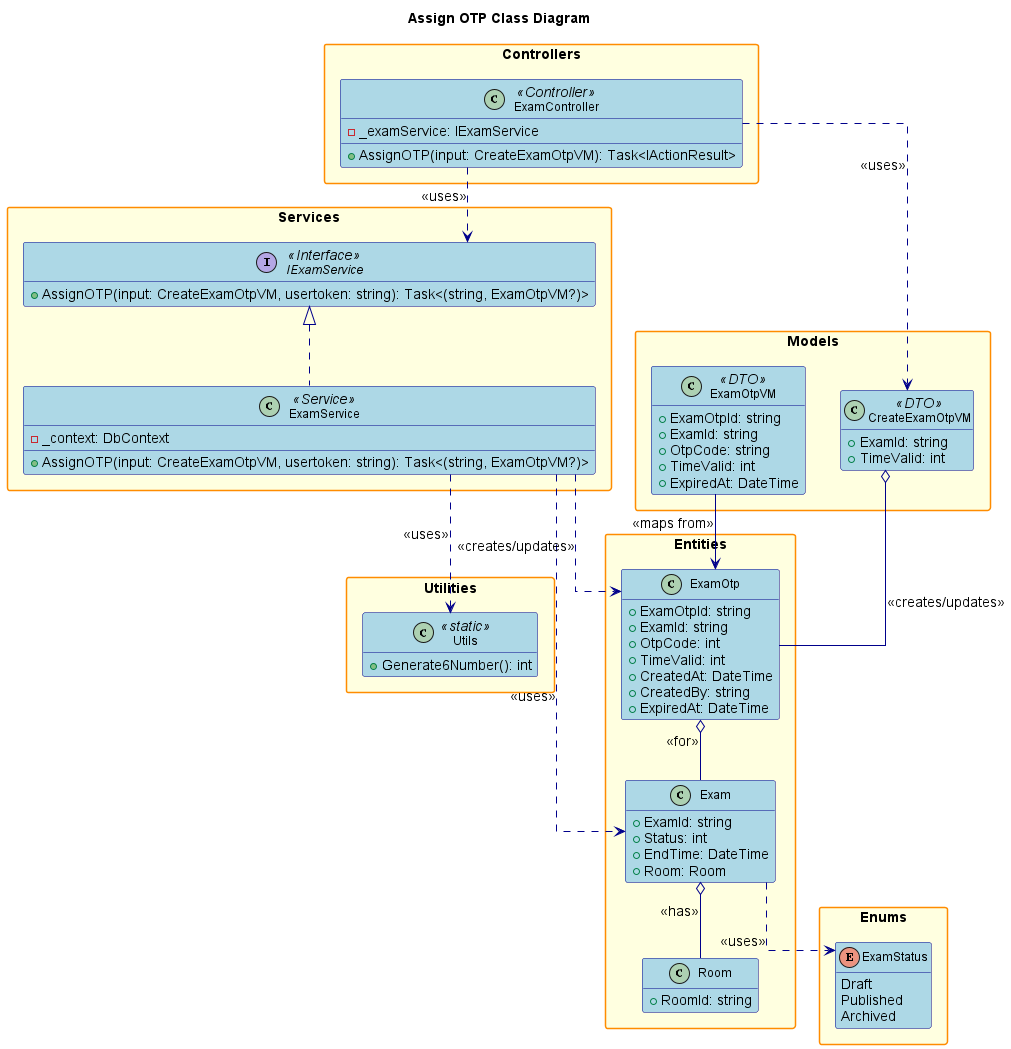 Assign OTP Class Diagram
Controllers
C
«Controller»
ExamController
_examService: IExamService
AssignOTP(input: CreateExamOtpVM): Task<IActionResult>
«uses»
«uses»
Services
I
«Interface»
IExamService
AssignOTP(input: CreateExamOtpVM, usertoken: string): Task<(string, ExamOtpVM?)>
C
«Service»
ExamService
_context: DbContext
AssignOTP(input: CreateExamOtpVM, usertoken: string): Task<(string, ExamOtpVM?)>
Models
C
«DTO»
ExamOtpVM
ExamOtpId: string
ExamId: string
OtpCode: string
TimeValid: int
ExpiredAt: DateTime
C
«DTO»
CreateExamOtpVM
ExamId: string
TimeValid: int
«maps from»
«uses»
«creates/updates»
«creates/updates»
Utilities
C
«static»
Utils
Generate6Number(): int
«uses»
Entities
C
ExamOtp
ExamOtpId: string
ExamId: string
OtpCode: int
TimeValid: int
CreatedAt: DateTime
CreatedBy: string
ExpiredAt: DateTime
«for»
C
Exam
ExamId: string
Status: int
EndTime: DateTime
Room: Room
«has»
«uses»
C
Room
RoomId: string
Enums
E
ExamStatus
Draft
Published
Archived